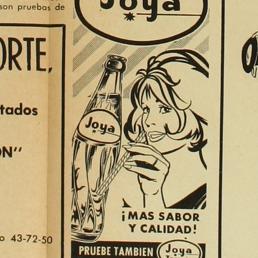 son pruebas de
Joya
ORTE,
tados
Joya
ON"
¡MAS SABOR
Y CALIDAD!
o 43-72-50
PRUEBE TAMBIEN Joya